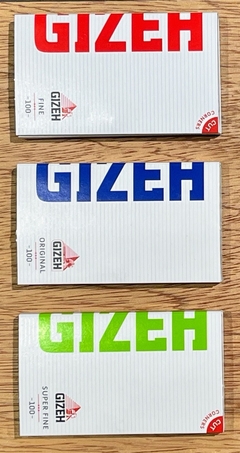 GIZEH
CUT
CORNERS
GIZEH
FINE
-100-
GIZEH
GIZEH
ORIGINAL
-100-
GIZEH
CUT
CORNERS
GIZEH
SUPER FINE
-100-